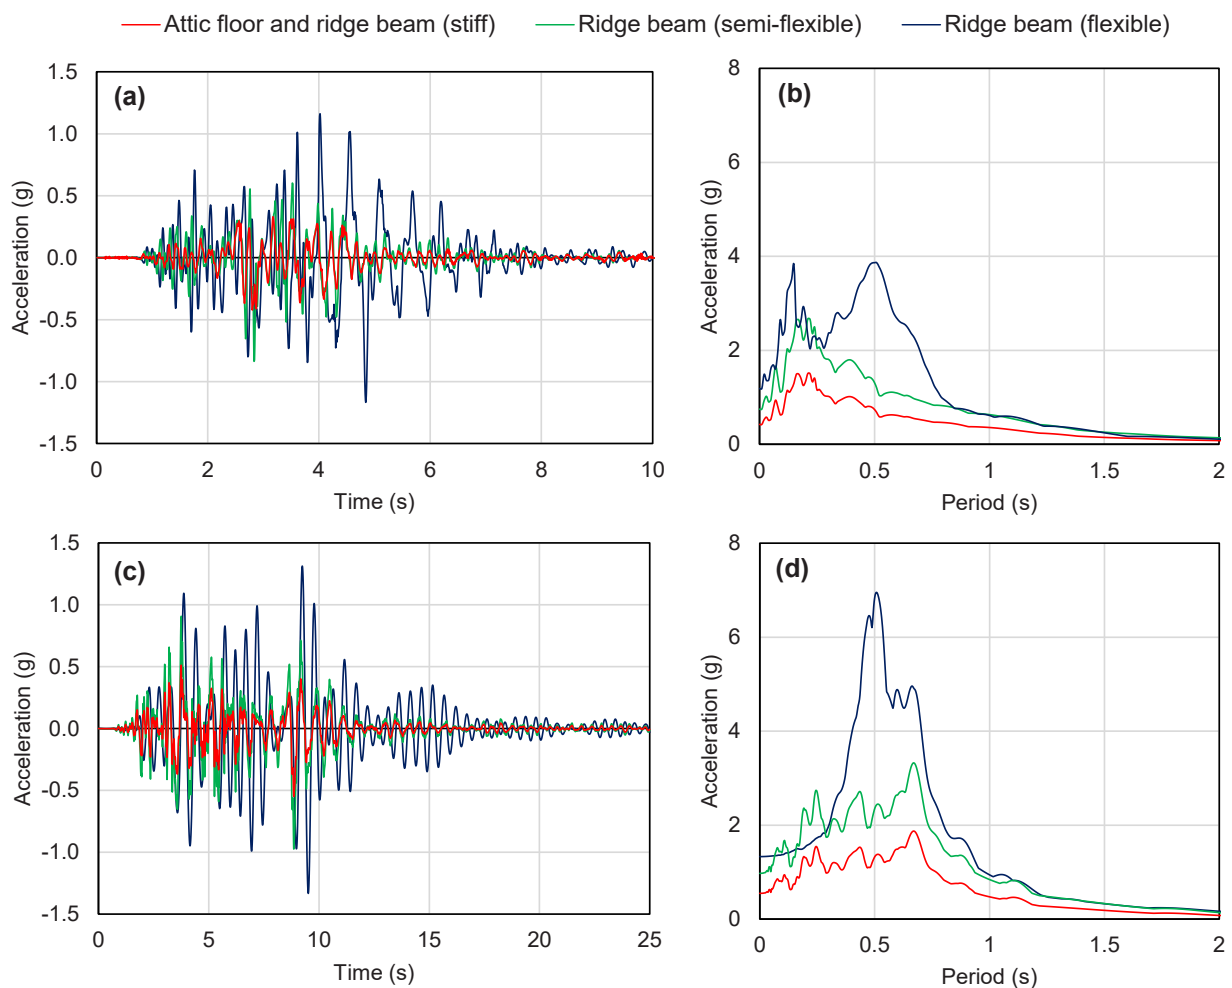 Attic floor and ridge beam (stiff) Ridge beam (semi-flexible) Ridge beam (flexible)
(a)
Acceleration (g)
1.5
1.0
0.5
0.0
-0.5
-1.0
-1.5
0 2 4 6 8 10
Time (s)
(b)
Acceleration (g)
8
6
4
2
0
0 0.5 1 1.5 2
Period (s)
(c)
Acceleration (g)
1.5
1.0
0.5
0.0
-0.5
-1.0
-1.5
0 5 10 15 20 25
Time (s)
(d)
Acceleration (g)
8
6
4
2
0
0 0.5 1 1.5 2
Period (s)